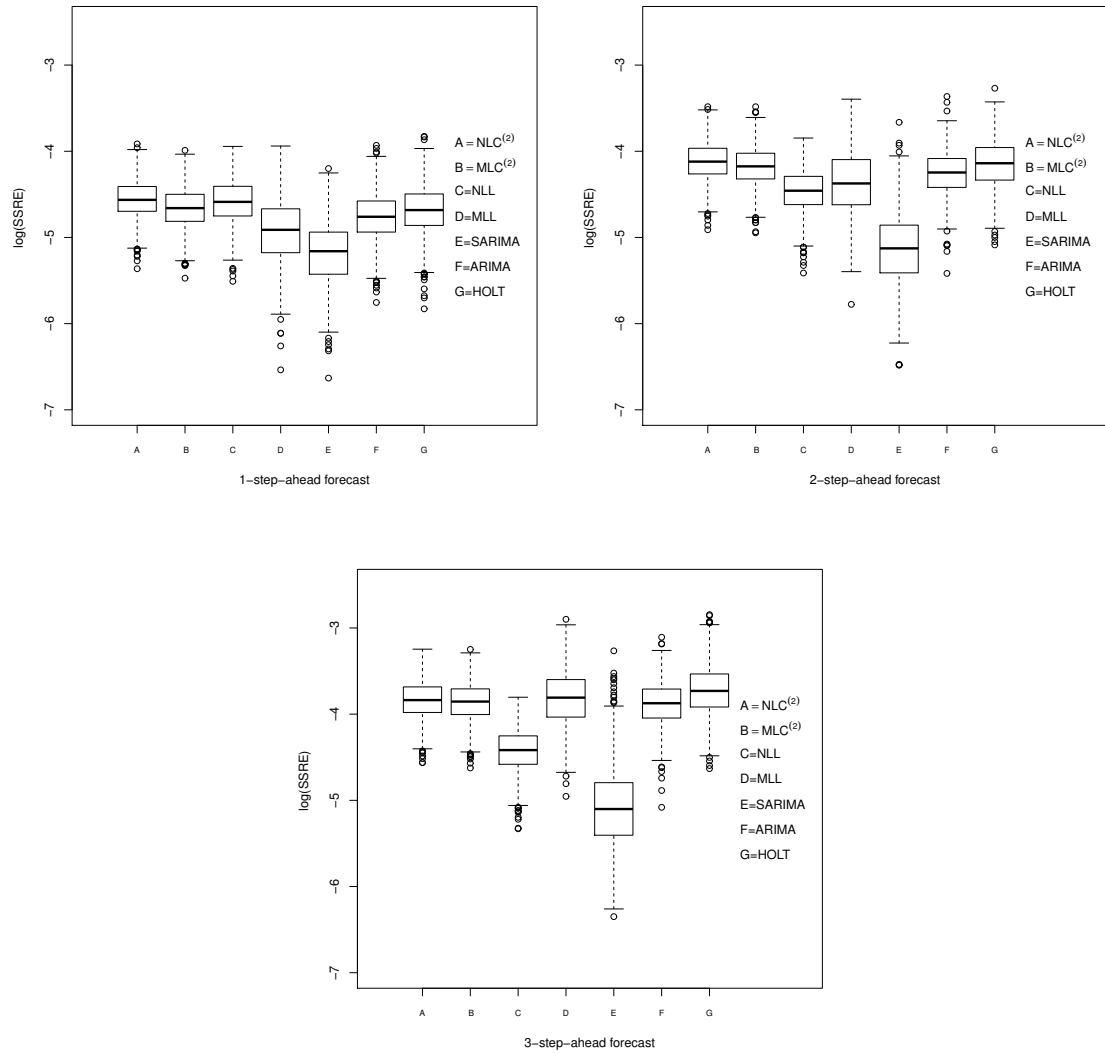 -3
-4
-5
-6
-7
log(SSRE)
A = NLC(2)
B = MLC(2)
C=NLL
D=MLL
E=SARIMA
F=ARIMA
G=HOLT
A B C D E F G
1-step-ahead forecast
-3
-4
-5
-6
-7
log(SSRE)
A = NLC(2)
B = MLC(2)
C=NLL
D=MLL
E=SARIMA
F=ARIMA
G=HOLT
A B C D E F G
2-step-ahead forecast
-3
-4
-5
-6
-7
log(SSRE)
A = NLC(2)
B = MLC(2)
C=NLL
D=MLL
E=SARIMA
F=ARIMA
G=HOLT
A B C D E F G
3-step-ahead forecast